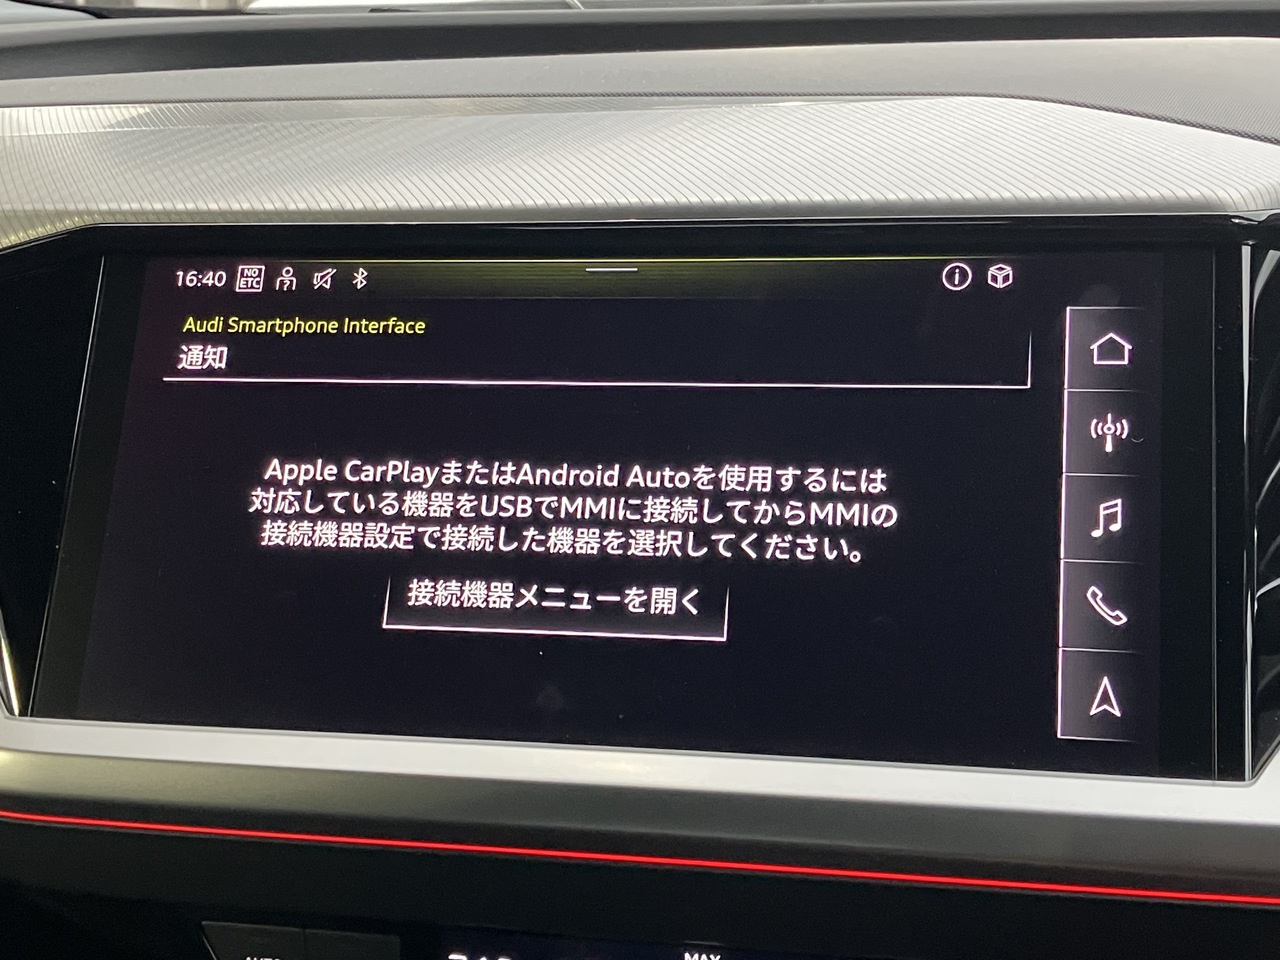 16:40 NO ETC
Audi Smartphone Interface
通知
Apple CarPlayまたはAndroid Autoを使用するには
対応している機器をUSBでMMIに接続してからMMIの
接続機器設定で接続した機器を選択してください。
接続機器メニューを開く
MAX